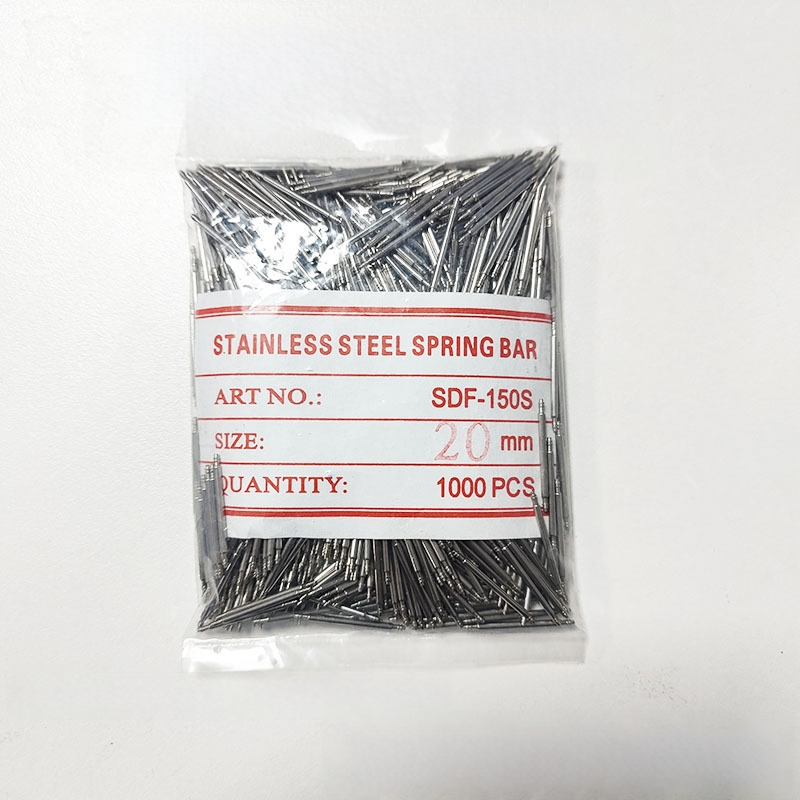 STAINLESS STEEL SPRING BAR
ART NO.: SDF-150S
SIZE: 20 mm
QUANTITY: 1000 PCS